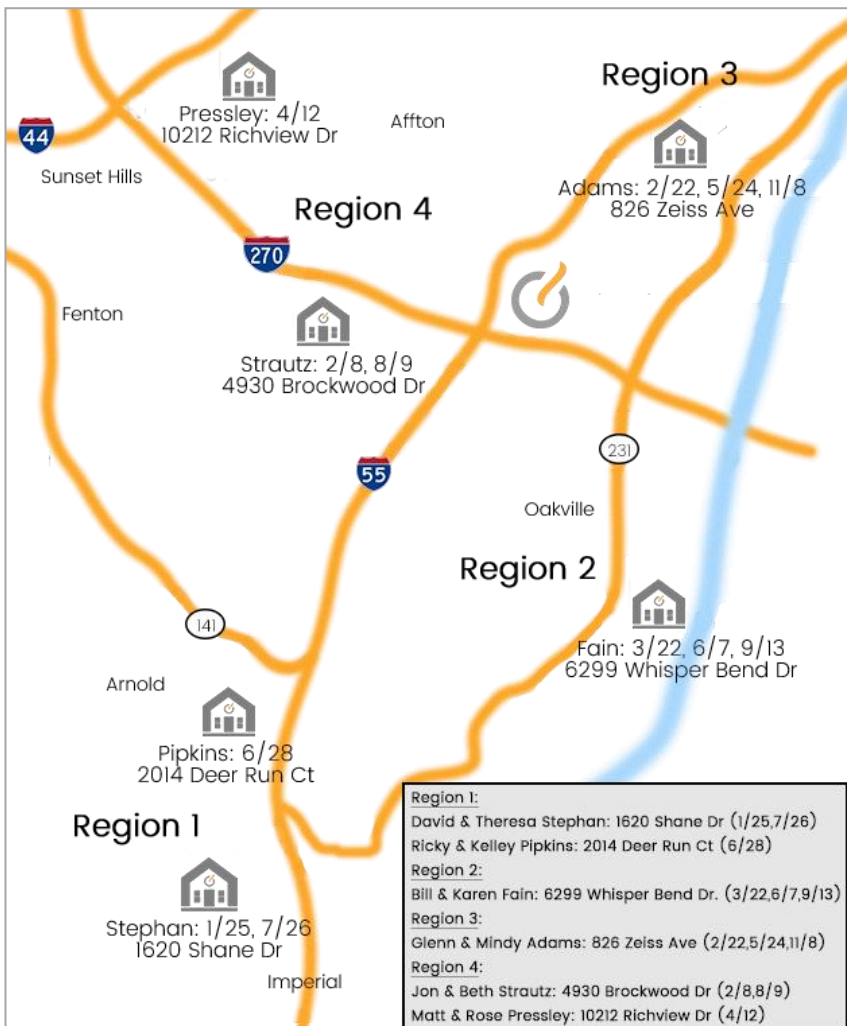 Region 3
Pressley: 4/12
10212 Richview Dr
Affton
44
Sunset Hills
Adams: 2/22, 5/24, 11/8
826 Zeiss Ave
Region 4
270
Fenton
Strautz: 2/8, 8/9
4930 Brockwood Dr
231
55
Oakville
Region 2
141
Fain: 3/22, 6/7, 9/13
6299 Whisper Bend Dr
Arnold
Pipkins: 6/28
2014 Deer Run Ct
Region 1
Stephan: 1/25, 7/26
1620 Shane Dr
Imperial
Region 1:
David & Theresa Stephan: 1620 Shane Dr (1/25,7/26)
Ricky & Kelley Pipkins: 2014 Deer Run Ct (6/28)
Region 2:
Bill & Karen Fain: 6299 Whisper Bend Dr. (3/22,6/7,9/13)
Region 3:
Glenn & Mindy Adams: 826 Zeiss Ave (2/22,5/24,11/8)
Region 4:
Jon & Beth Strautz: 4930 Brockwood Dr (2/8,8/9)
Matt & Rose Pressley: 10212 Richview Dr (4/12)